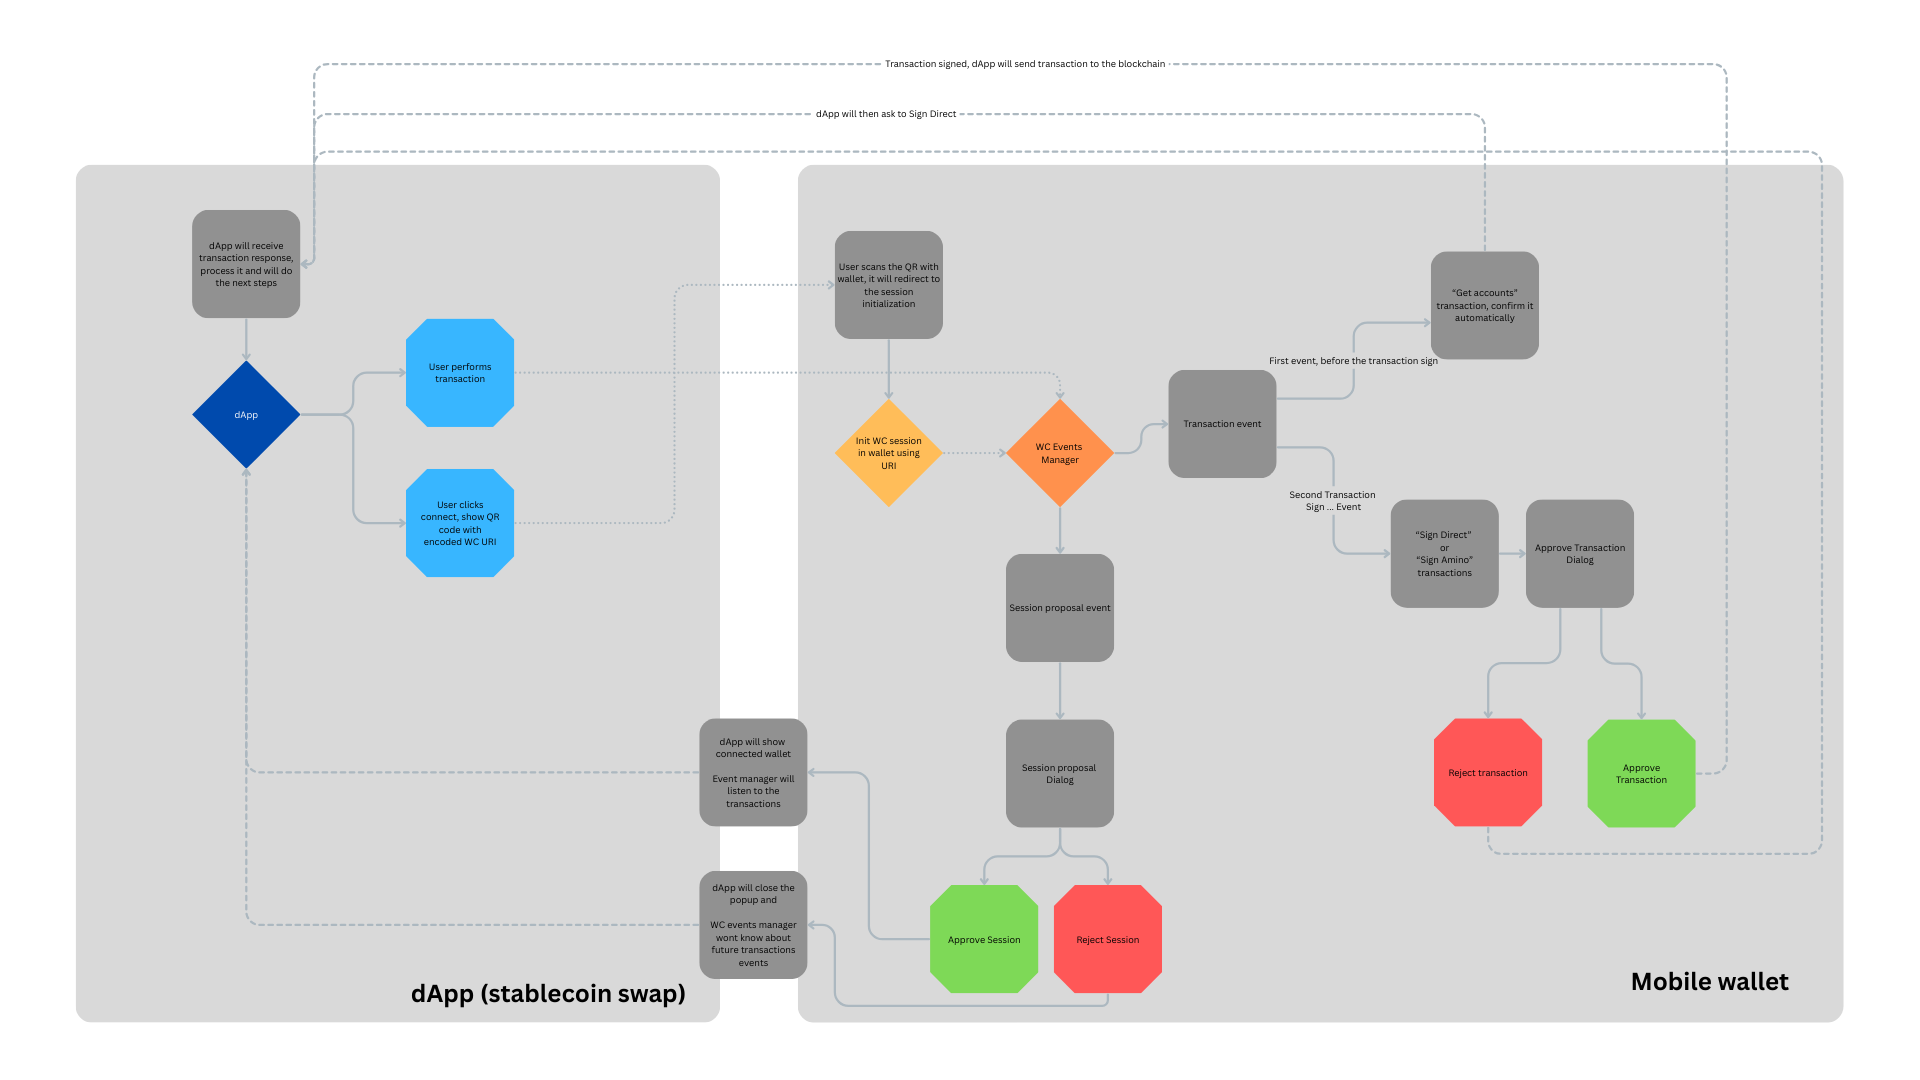 Transaction signed, dApp will send transaction to the blockchain
dApp will then ask to Sign Direct
dApp will receive
transaction response,
process it and will do
the next steps
dApp
User performs
transaction
User clicks
connect, show QR
code with
encoded WC URI
User scans the QR with
wallet, it will redirect to
the session
initialization
Init WC session
in wallet using
URI
WC Events
Manager
Transaction event
First event, before the transaction sign
“Get accounts”
transaction, confirm it
automatically
Second Transaction
Sign ... Event
“Sign Direct”
or
“Sign Amino”
transactions
Approve Transaction
Dialog
Reject transaction
Approve
Transaction
Session proposal event
Session proposal
Dialog
Approve Session
Reject Session
dApp will show
connected wallet
Event manager will
listen to the
transactions
dApp will close the
popup and
WC events manager
wont know about
future transactions
events
dApp (stablecoin swap)
Mobile wallet